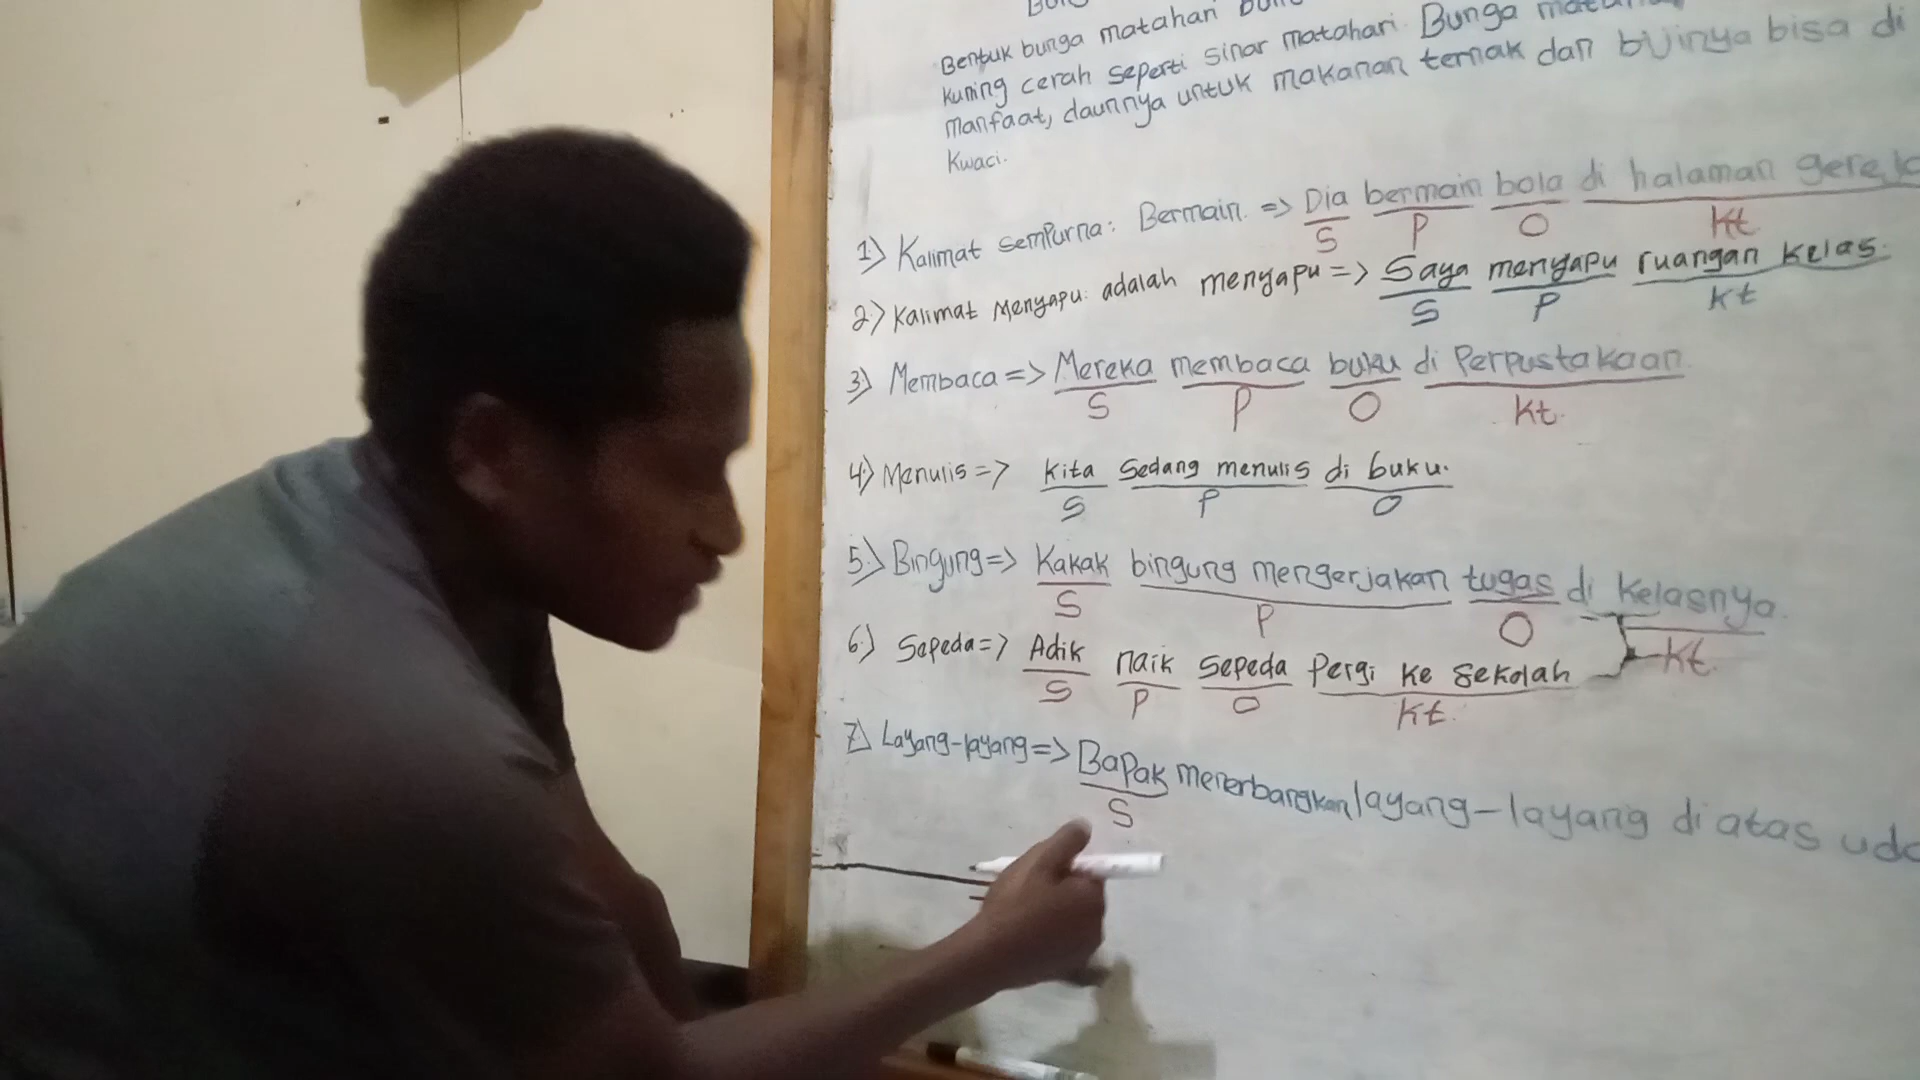 Bentuk bunga matahari
kuning cerah seperti sinar matahari. Bunga
manfaat, daunnya untuk makanan ternak dan bijinya bisa di
Kwaci.
1.) Kalimat sempurna: Bermain. => Dia bermain bola di halaman
S P O Kt
2.) Kalimat Menyapu: adalah menyapu => Saya menyapu ruangan kelas.
S P Kt
3.) Membaca => Mereka membaca buku di Perpustakaan
S P O Kt.
4.) Menulis => Kita Sedang menulis di buku.
S P O
5.) Bingung => Kakak bingung mengerjakan tugas di Kelasnya
S P O Kt.
6.) Sepeda => Adik naik sepeda pergi ke sekolah
S P O Kt.
7.) Layang-layang => Bapak menerbangkan layang-layang di atas
S